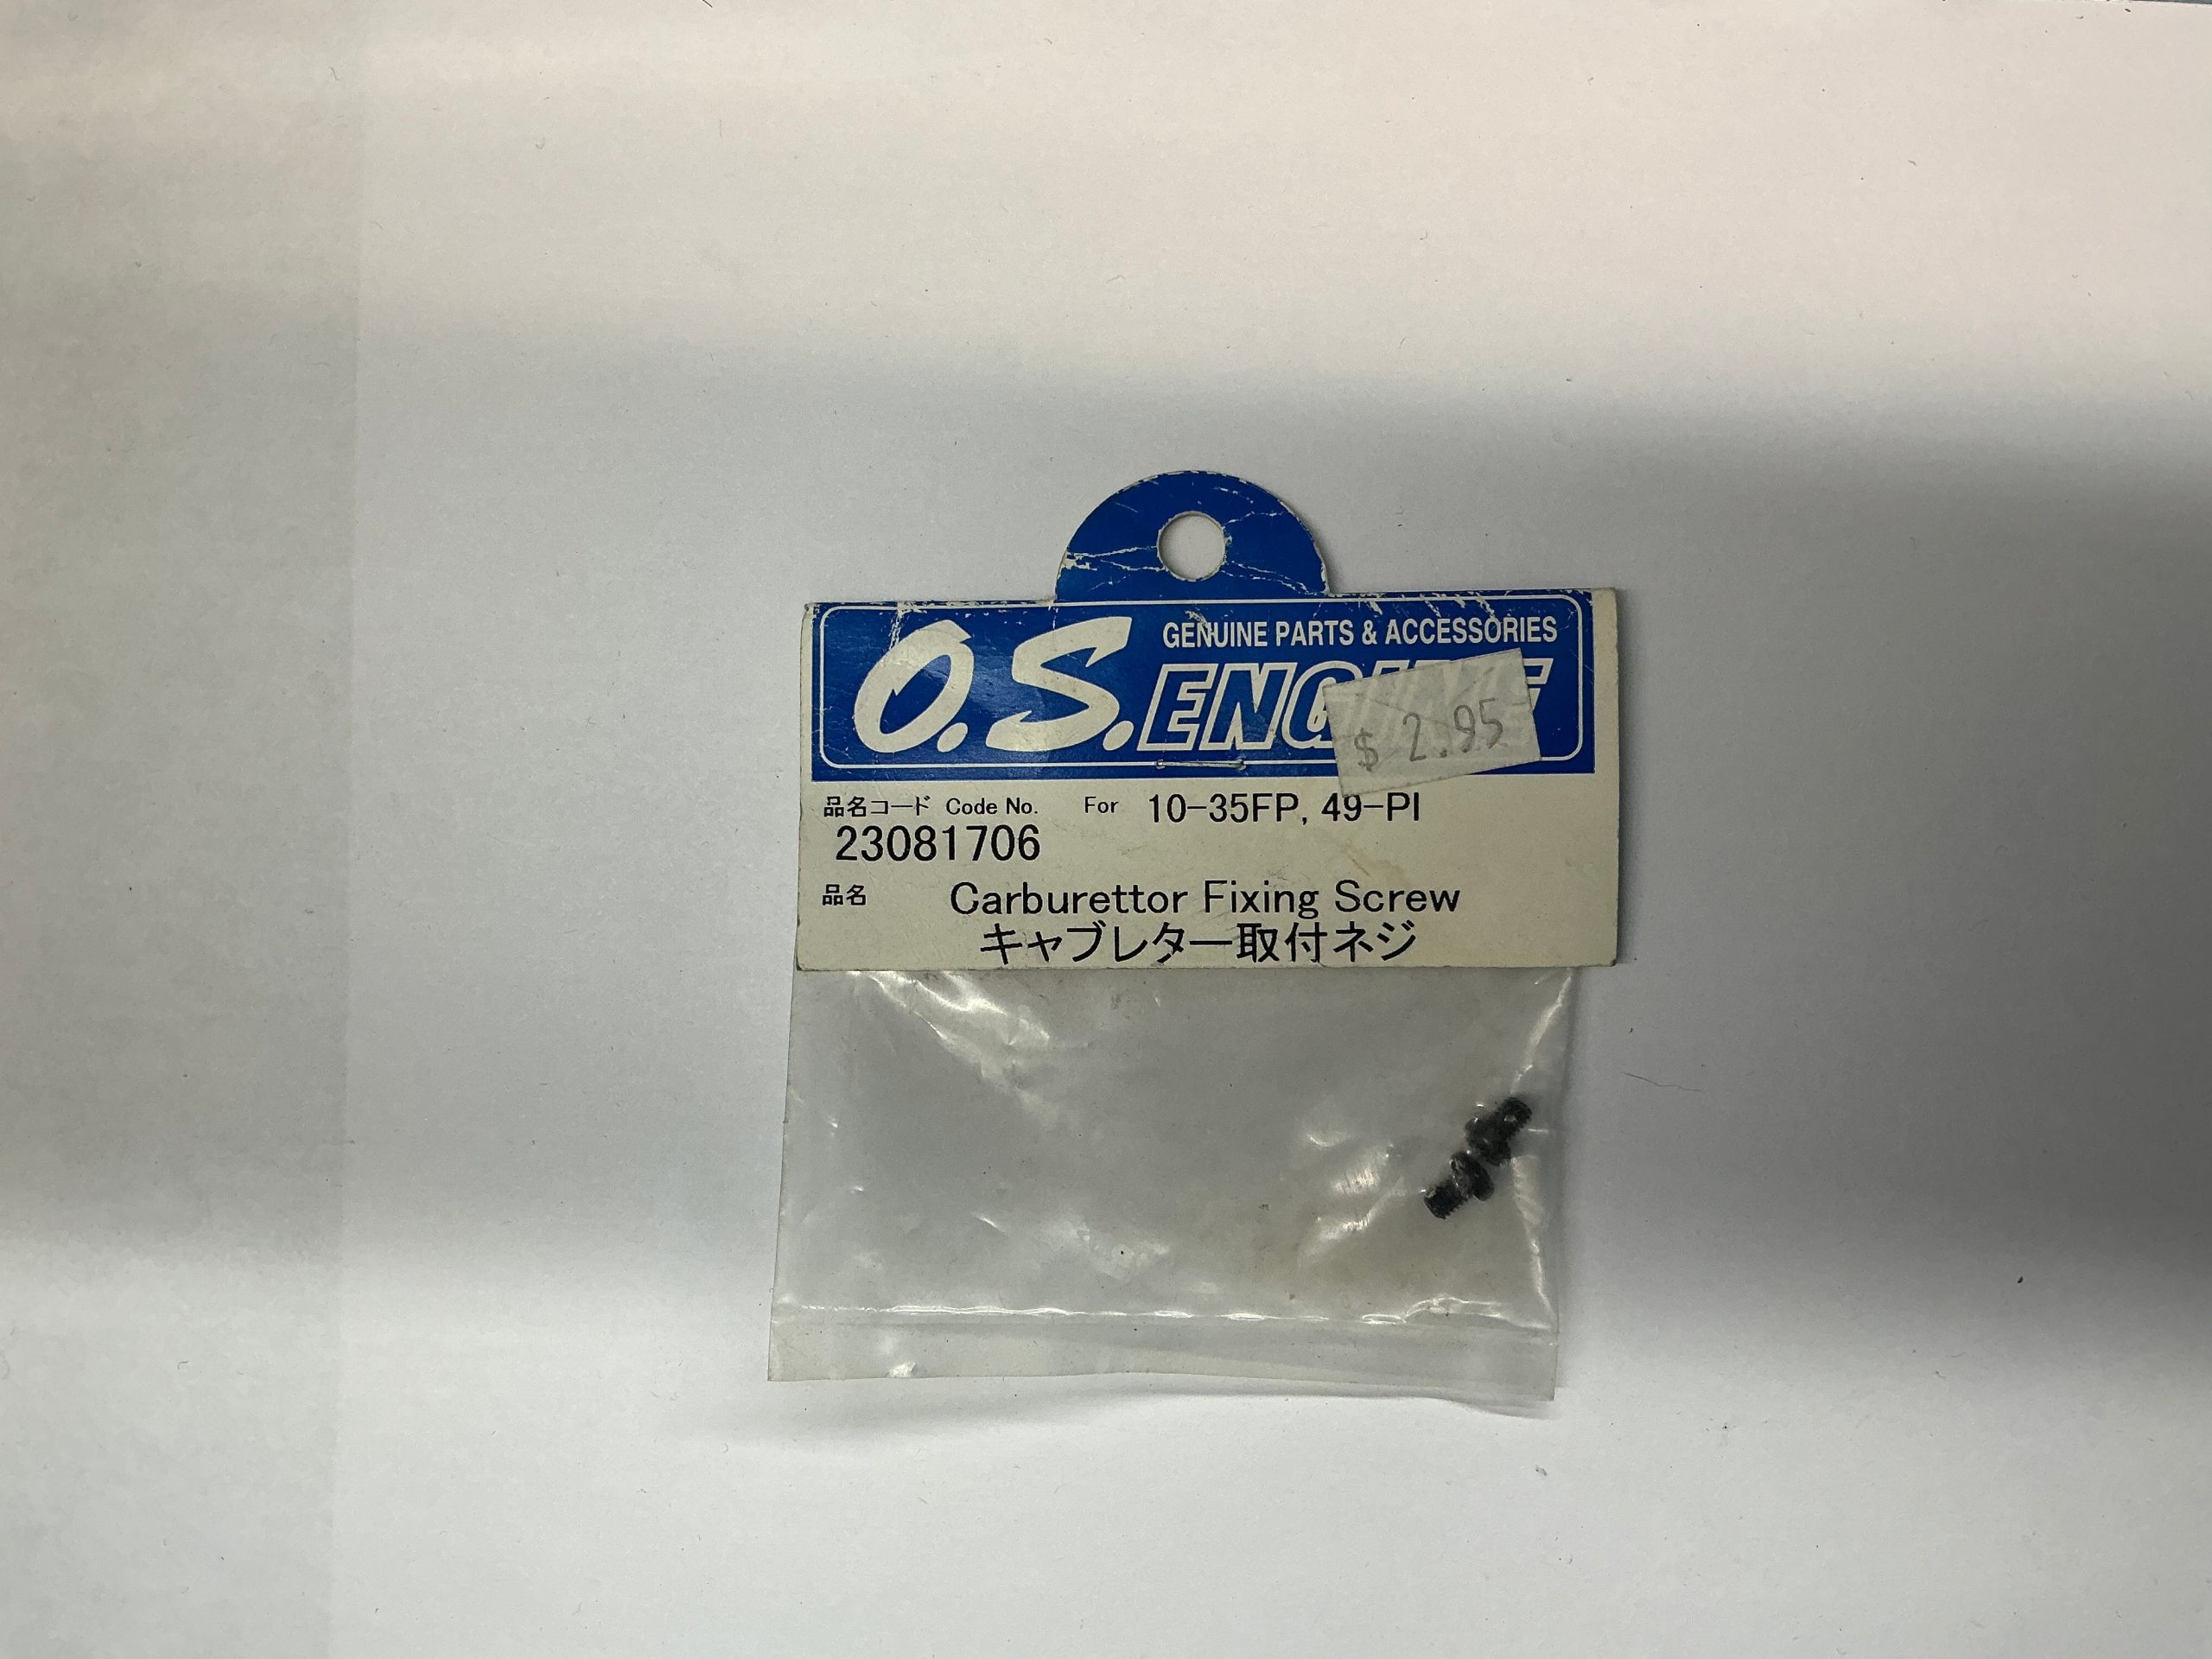 GENUINE PARTS & ACCESSORIES
O.S. ENGINE
$ 2.95
品名コード Code No. For 10-35FP, 49-PI
23081706
品名 Carburettor Fixing Screw
キャブレター取付ネジ